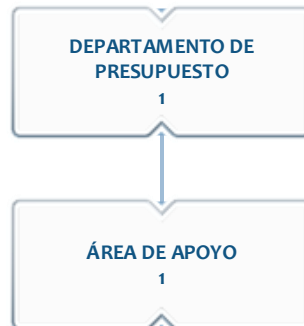 DEPARTAMENTO DE
PRESUPUESTO
1
ÁREA DE APOYO
1